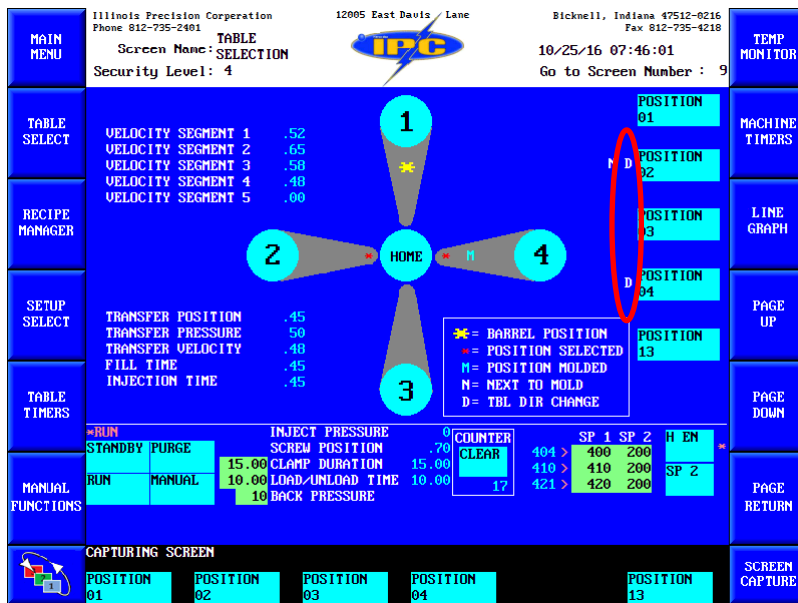 Illinois Precision Corporation
Phone 812-735-2401
12005 East Davis Lane
Bicknell, Indiana 47512-0216
Fax 812-735-4218
Screen Name: TABLE SELECTION
Security Level: 4
IPC
10/25/16 07:46:01
Go to Screen Number : 9
MAIN MENU
TEMP MONITOR
TABLE SELECT
MACHINE TIMERS
RECIPE MANAGER
LINE GRAPH
SETUP SELECT
PAGE UP
TABLE TIMERS
PAGE DOWN
MANUAL FUNCTIONS
PAGE RETURN
SCREEN CAPTURE
VELOCITY SEGMENT 1 .52
VELOCITY SEGMENT 2 .65
VELOCITY SEGMENT 3 .58
VELOCITY SEGMENT 4 .48
VELOCITY SEGMENT 5 .00
1
2
* HOME * M
4
3
POSITION 01
N D POSITION 02
POSITION 03
D POSITION 04
POSITION 13
TRANSFER POSITION .45
TRANSFER PRESSURE 50
TRANSFER VELOCITY .48
FILL TIME .45
INJECTION TIME .45
= BARREL POSITION
*= POSITION SELECTED
M= POSITION MOLDED
N= NEXT TO MOLD
D= TBL DIR CHANGE
*RUN
STANDBY PURGE
RUN MANUAL
INJECT PRESSURE 0
SCREW POSITION .70
15.00 CLAMP DURATION 15.00
10.00 LOAD/UNLOAD TIME 10.00
10 BACK PRESSURE
COUNTER
CLEAR
17
SP 1 SP 2
404 > 400 200
410 > 410 200
421 > 420 200
H EN *
SP 2
CAPTURING SCREEN
POSITION 01
POSITION 02
POSITION 03
POSITION 04
POSITION 13
1